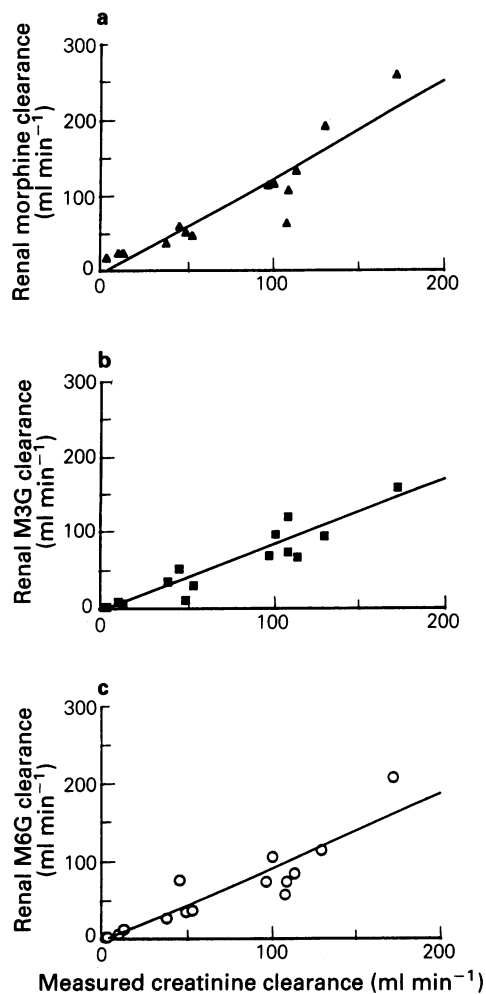 a
Renal morphine clearance
(ml min⁻¹)
300
200
100
0
0 100 200
b
Renal M3G clearance
(ml min⁻¹)
300
200
100
0
0 100 200
c
Renal M6G clearance
(ml min⁻¹)
300
200
100
0
0 100 200
Measured creatinine clearance (ml min⁻¹)